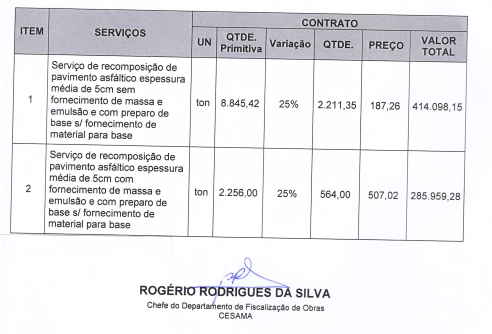 CONTRATO
ITEM SERVIÇOS UN QTDE. Primitiva Variação QTDE. PREÇO VALOR TOTAL
1 Serviço de recomposição de pavimento asfáltico espessura média de 5cm sem fornecimento de massa e emulsão e com preparo de base s/ fornecimento de material para base ton 8.845,42 25% 2.211,35 187,26 414.098,15
2 Serviço de recomposição de pavimento asfáltico espessura média de 5cm com fornecimento de massa e emulsão e com preparo de base s/ fornecimento de material para base ton 2.256,00 25% 564,00 507,02 285.959,28
ROGÉRIO RODRIGUES DA SILVA
Chefe do Departamento de Fiscalização de Obras
CESAMA